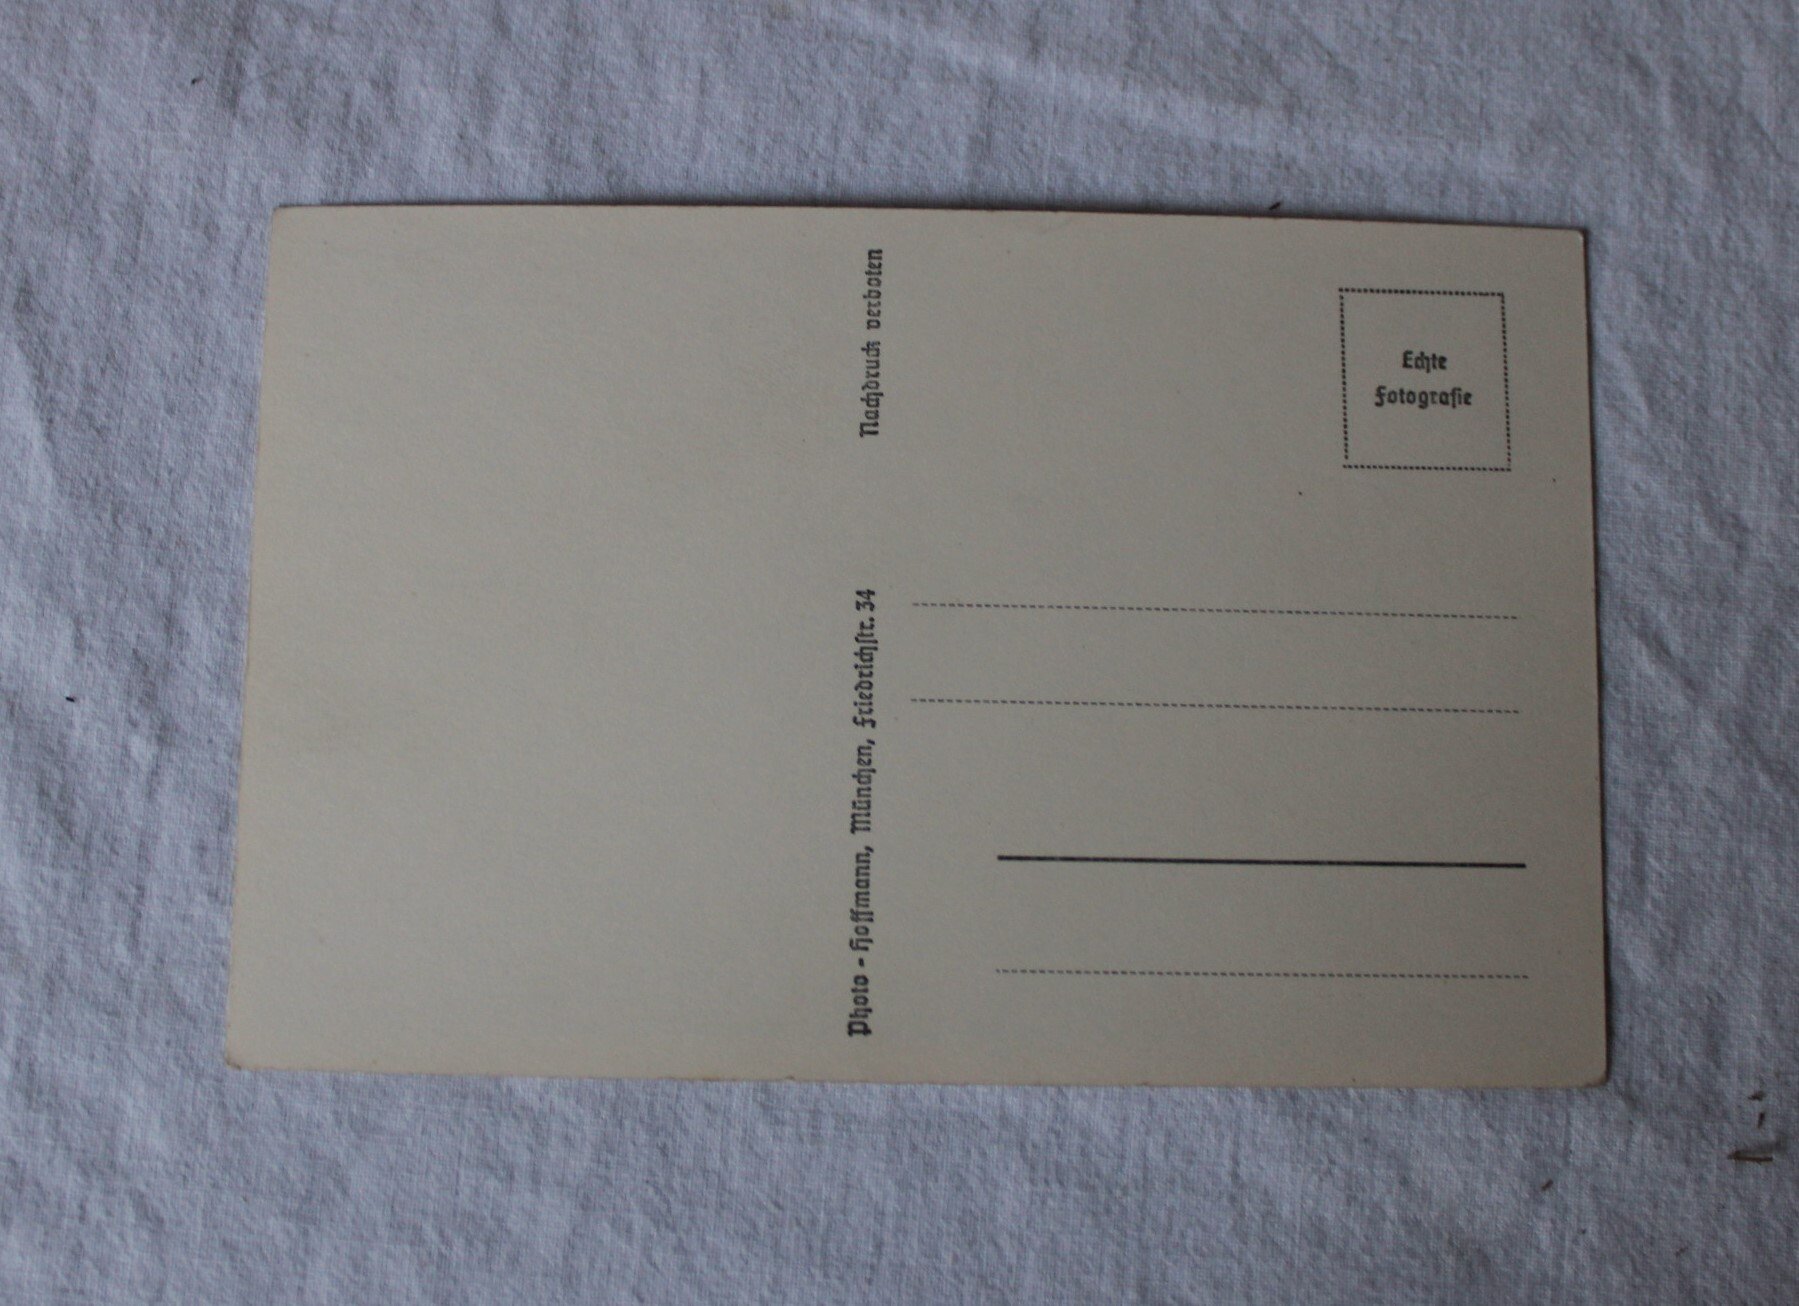 Photo - Hoffmann, München, Friedrichstr. 34
Nachdruck verboten
Echte
Fotografie